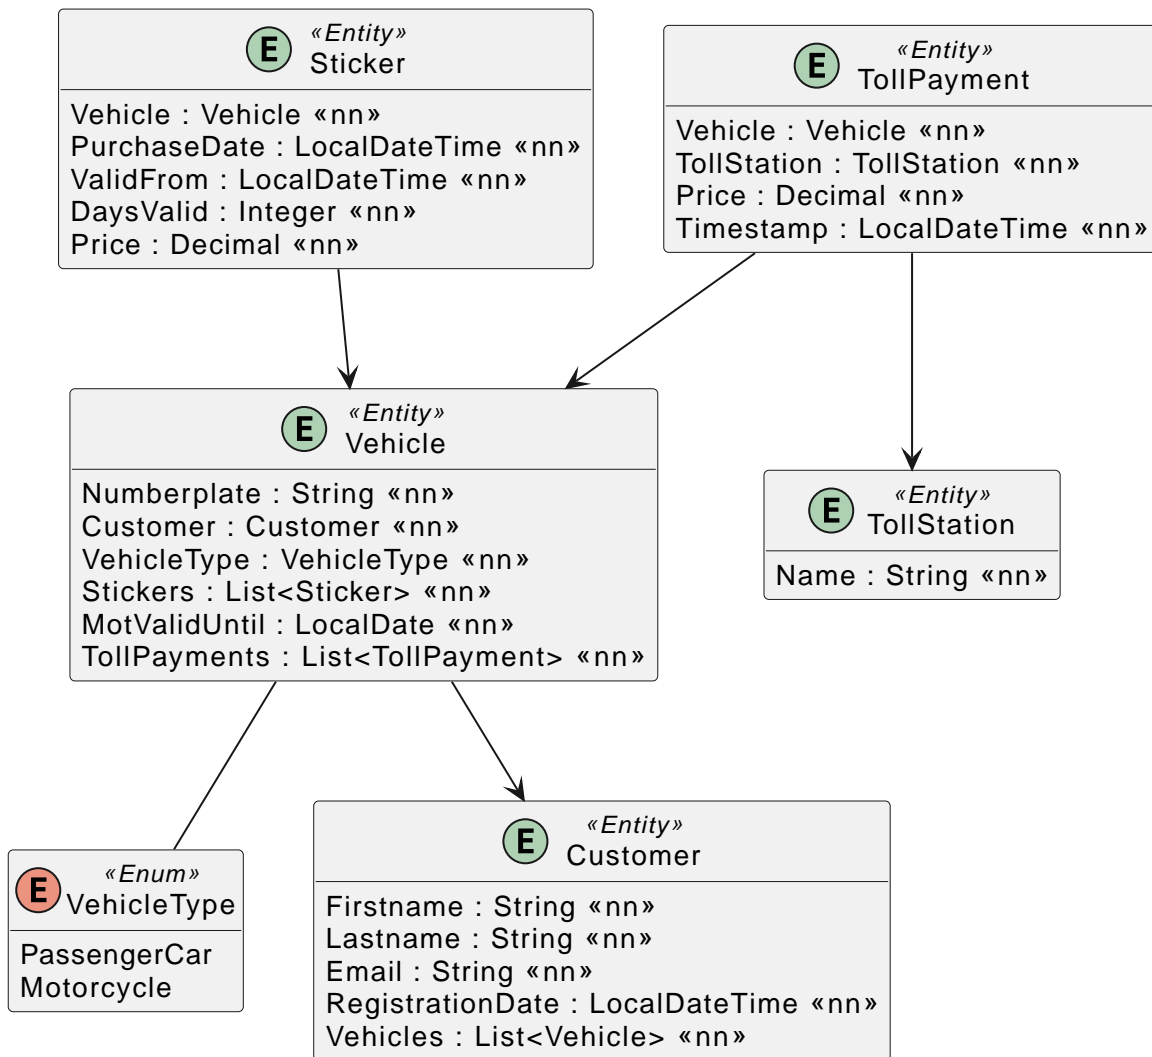 E
«Entity»
Sticker
Vehicle : Vehicle «nn»
PurchaseDate : LocalDateTime «nn»
ValidFrom : LocalDateTime «nn»
DaysValid : Integer «nn»
Price : Decimal «nn»
E
«Entity»
TollPayment
Vehicle : Vehicle «nn»
TollStation : TollStation «nn»
Price : Decimal «nn»
Timestamp : LocalDateTime «nn»
E
«Entity»
Vehicle
Numberplate : String «nn»
Customer : Customer «nn»
VehicleType : VehicleType «nn»
Stickers : List<Sticker> «nn»
MotValidUntil : LocalDate «nn»
TollPayments : List<TollPayment> «nn»
E
«Entity»
TollStation
Name : String «nn»
E
«Enum»
VehicleType
PassengerCar
Motorcycle
E
«Entity»
Customer
Firstname : String «nn»
Lastname : String «nn»
Email : String «nn»
RegistrationDate : LocalDateTime «nn»
Vehicles : List<Vehicle> «nn»